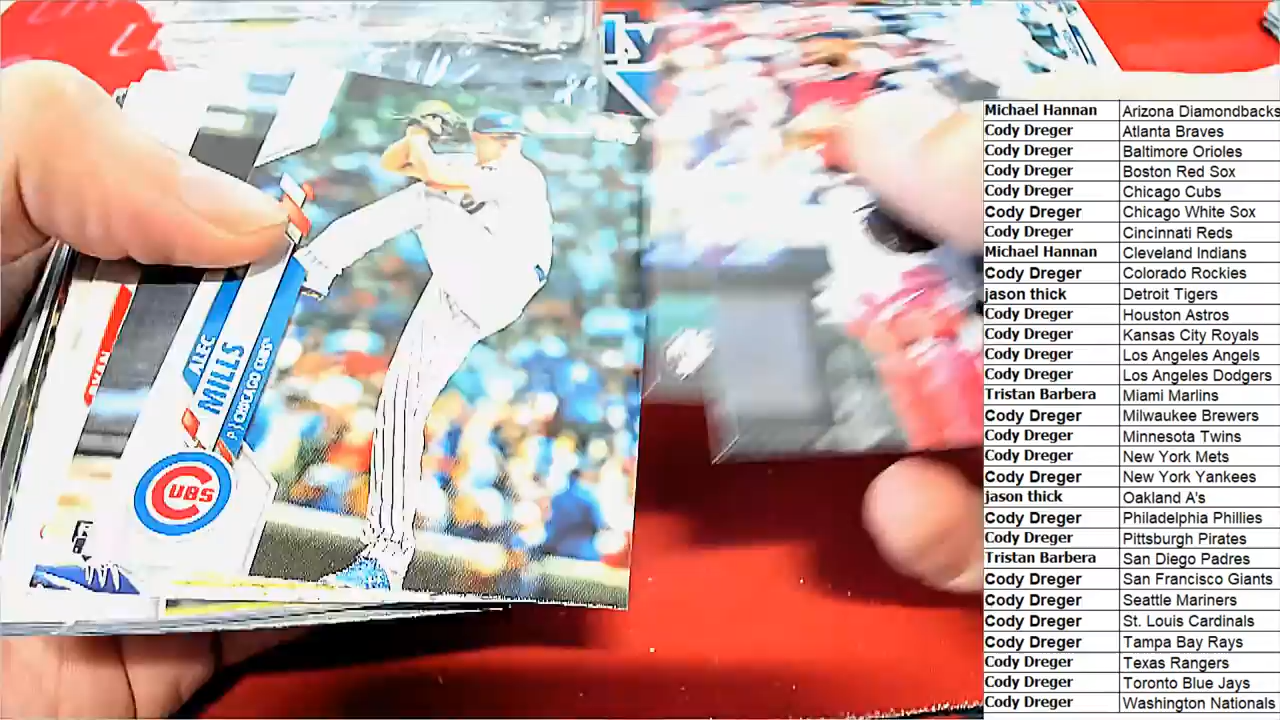 ALEC
MILLS
P | CHICAGO CUBS
CUBS
Michael Hannan Arizona Diamondbacks
Cody Dreger Atlanta Braves
Cody Dreger Baltimore Orioles
Cody Dreger Boston Red Sox
Cody Dreger Chicago Cubs
Cody Dreger Chicago White Sox
Cody Dreger Cincinnati Reds
Michael Hannan Cleveland Indians
Cody Dreger Colorado Rockies
jason thick Detroit Tigers
Cody Dreger Houston Astros
Cody Dreger Kansas City Royals
Cody Dreger Los Angeles Angels
Cody Dreger Los Angeles Dodgers
Tristan Barbera Miami Marlins
Cody Dreger Milwaukee Brewers
Cody Dreger Minnesota Twins
Cody Dreger New York Mets
Cody Dreger New York Yankees
jason thick Oakland A's
Cody Dreger Philadelphia Phillies
Cody Dreger Pittsburgh Pirates
Tristan Barbera San Diego Padres
Cody Dreger San Francisco Giants
Cody Dreger Seattle Mariners
Cody Dreger St. Louis Cardinals
Cody Dreger Tampa Bay Rays
Cody Dreger Texas Rangers
Cody Dreger Toronto Blue Jays
Cody Dreger Washington Nationals